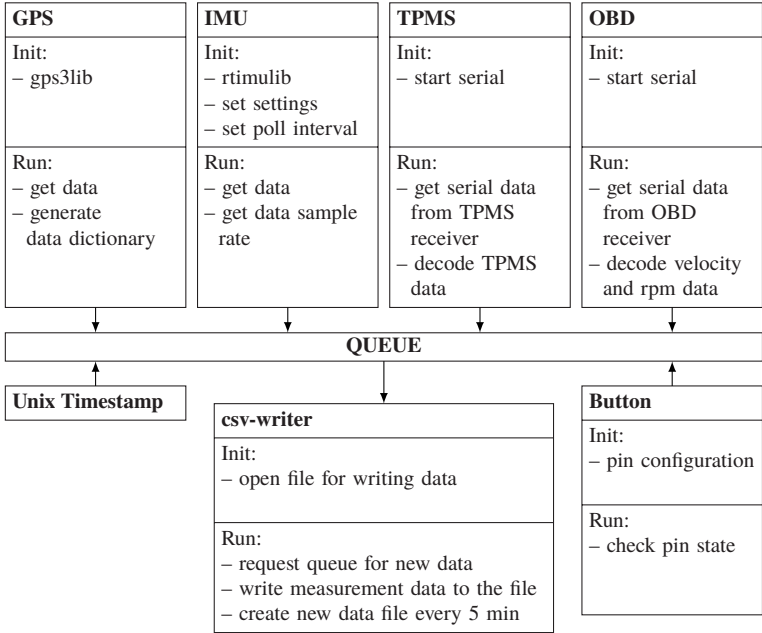 GPS
Init:
– gps3lib
Run:
– get data
– generate
data dictionary
IMU
Init:
– rtimulib
– set settings
– set poll interval
Run:
– get data
– get data sample
rate
TPMS
Init:
– start serial
Run:
– get serial data
from TPMS
receiver
– decode TPMS
data
OBD
Init:
– start serial
Run:
– get serial data
from OBD
receiver
– decode velocity
and rpm data
QUEUE
Unix Timestamp
csv-writer
Init:
– open file for writing data
Run:
– request queue for new data
– write measurement data to the file
– create new data file every 5 min
Button
Init:
– pin configuration
Run:
– check pin state